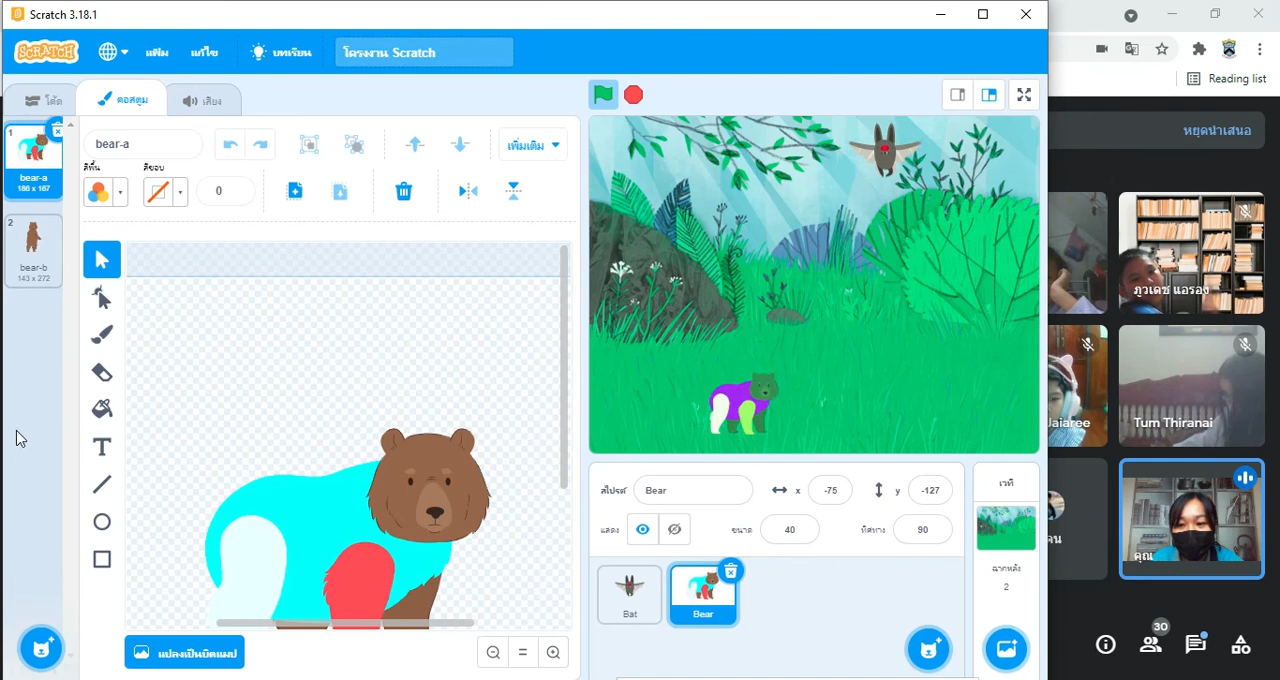 Scratch 3.18.1
SCRATCH
แฟ้ม
แก้ไข
บทเรียน
โครงงาน Scratch
Reading list
โค้ด
คอสตูม
เสียง
หยุดนำเสนอ
1
bear-a
186 x 167
bear-a
เพิ่มเติม
สีพื้น
สีขอบ
0
2
bear-b
143 x 272
ภูวเดช แอรอง
Jaiaree
Tum Thiranai
สไปรต์
Bear
x
-75
y
-127
เวที
แสดง
ขนาด
40
ทิศทาง
90
คุณ
ฉากหลัง
2
Bat
Bear
แปลงเป็นบิตแมป
30